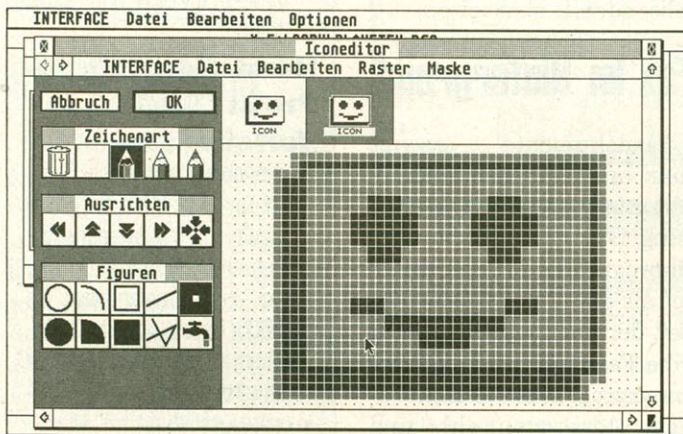 INTERFACE Datei Bearbeiten Optionen
Iconeditor
INTERFACE Datei Bearbeiten Raster Maske
Abbruch OK
ICON ICON
Zeichenart
Ausrichten
Figuren